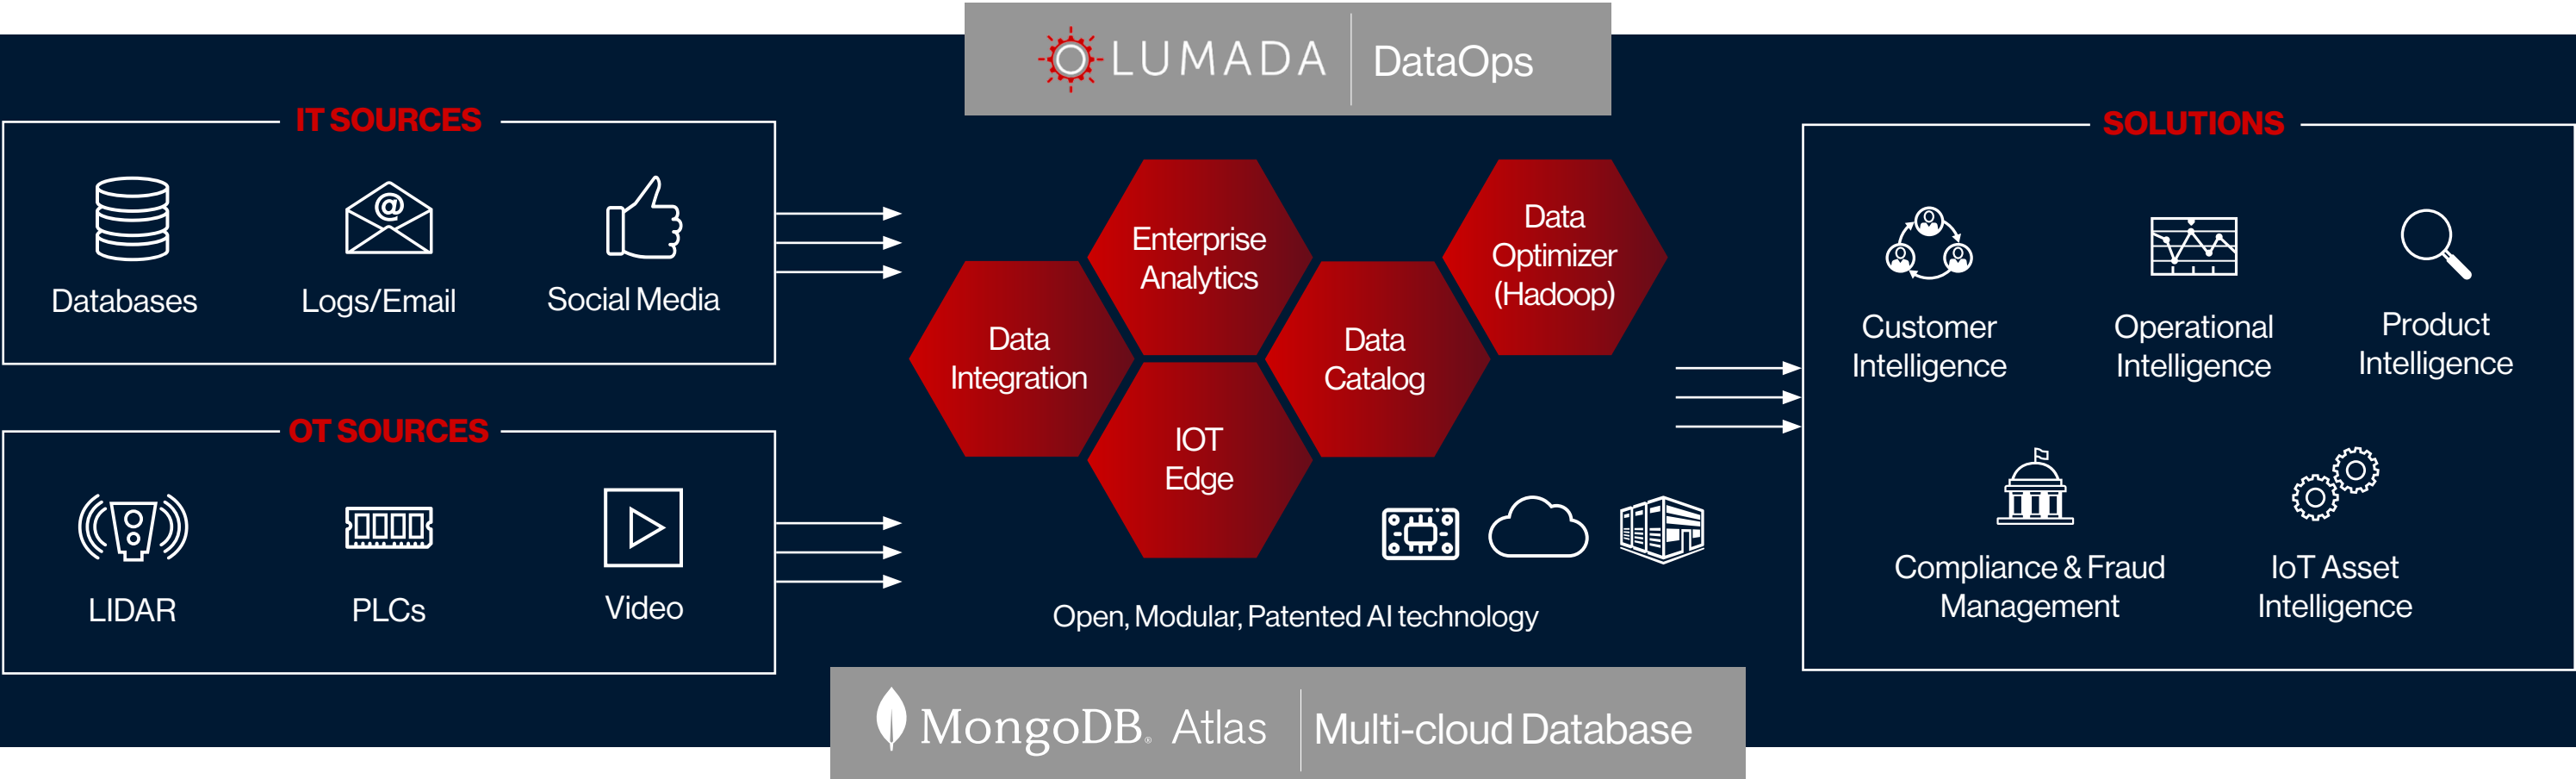 LUMADA DataOps
IT SOURCES
Databases
Logs/Email
Social Media
OT SOURCES
LIDAR
PLCs
Video
Enterprise
Analytics
Data
Optimizer
(Hadoop)
Data
Integration
Data
Catalog
IOT
Edge
Open, Modular, Patented AI technology
SOLUTIONS
Customer
Intelligence
Operational
Intelligence
Product
Intelligence
Compliance & Fraud
Management
IoT Asset
Intelligence
MongoDB® Atlas Multi-cloud Database